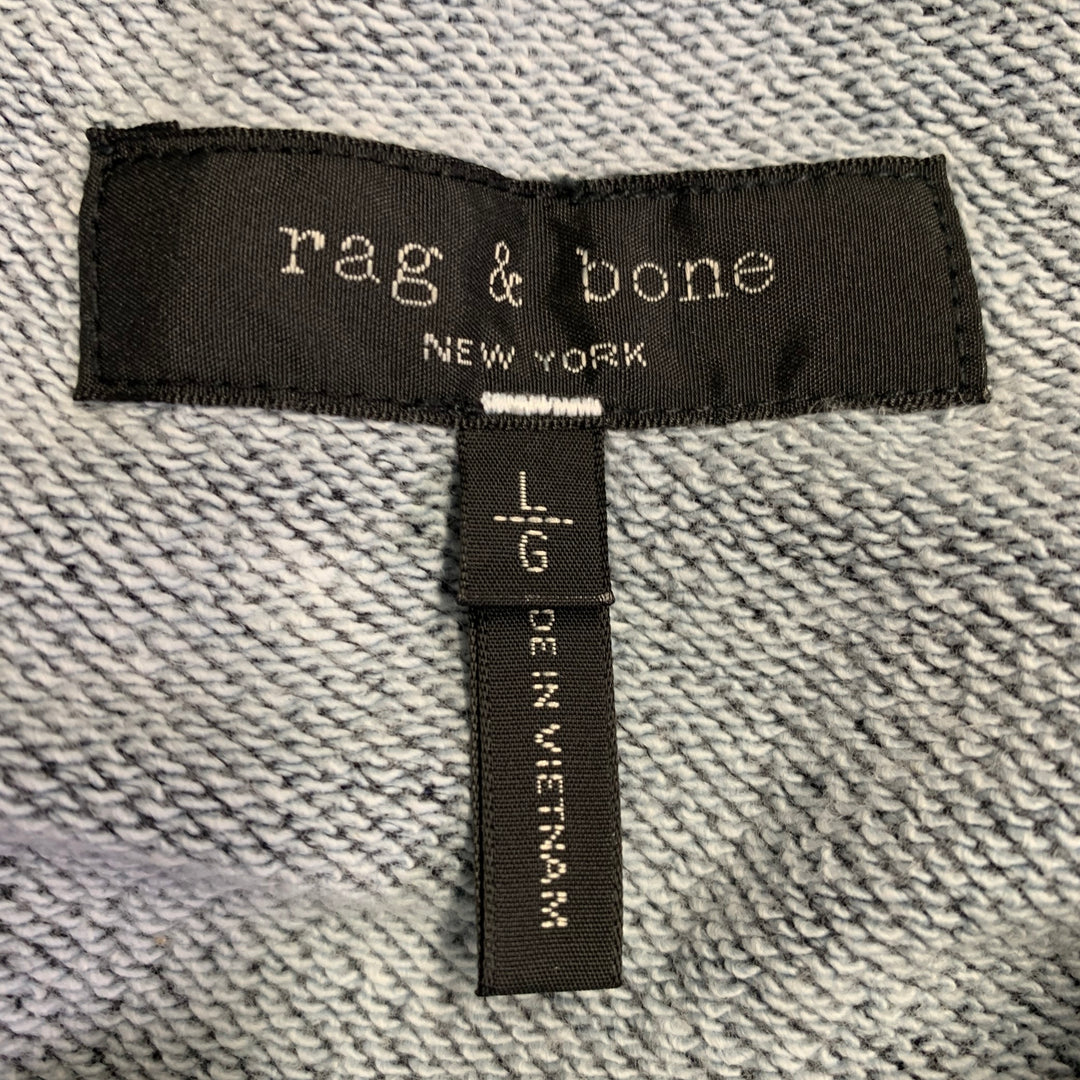 rag & bone
NEW YORK
L
G
DE IN VIETNAM